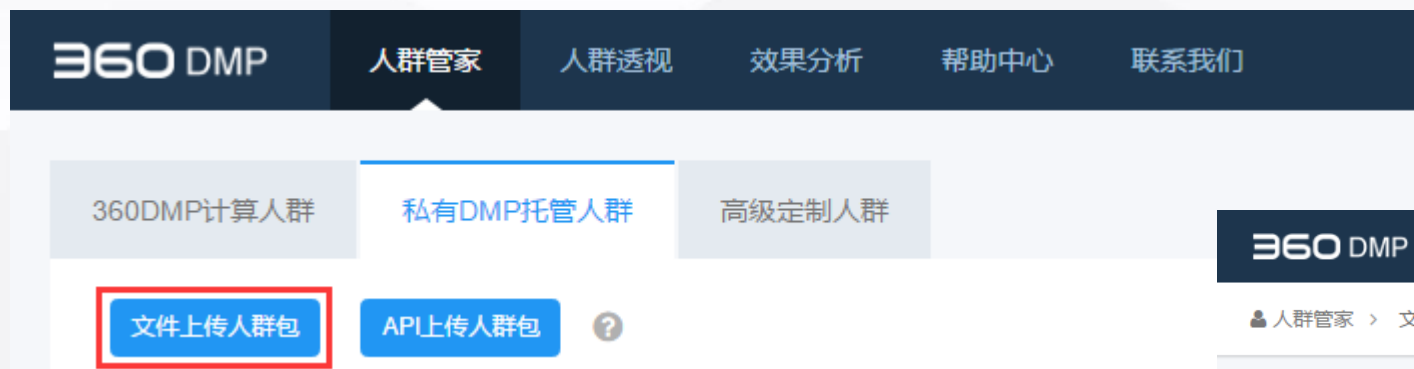 360 DMP 人群管家 人群透视 效果分析 帮助中心 联系我们
360DMP计算人群 私有DMP托管人群 高级定制人群
360 DMP
文件上传人群包 API上传人群包 ?
人群管家 > 文